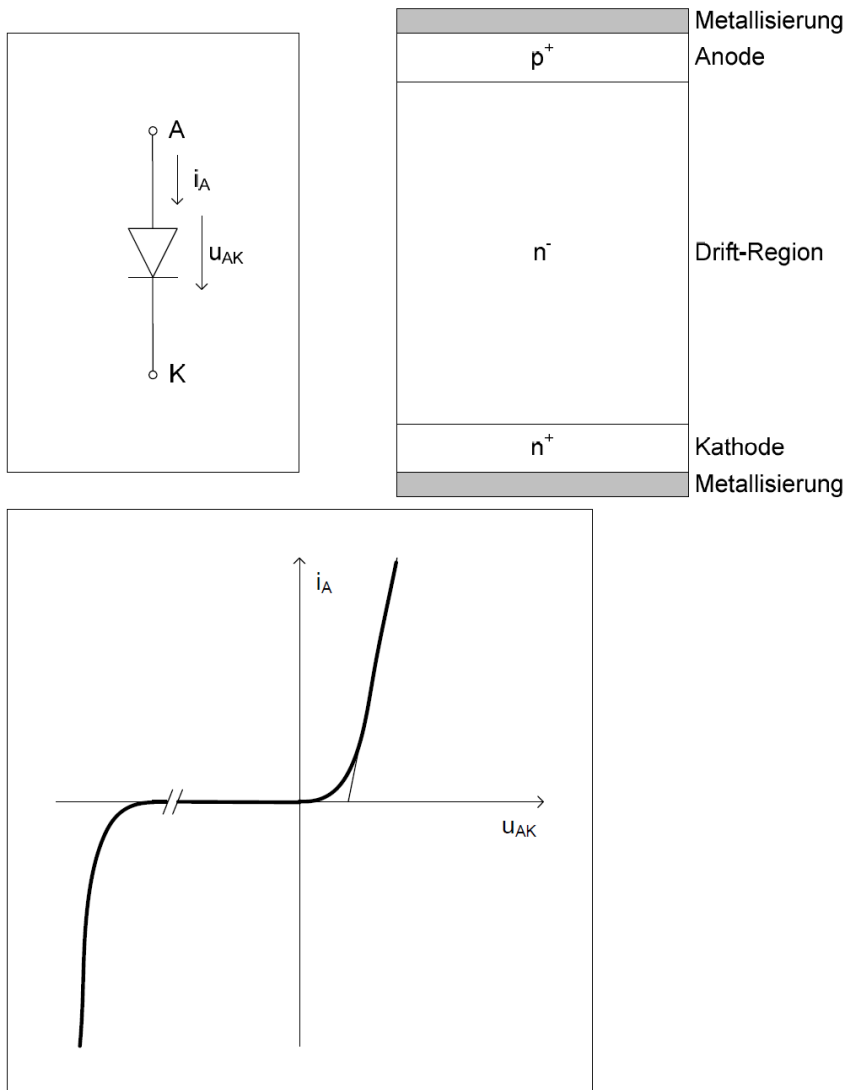 A
i_A
u_AK
K
Metallisierung
p⁺
Anode
n⁻
Drift-Region
n⁺
Kathode
Metallisierung
i_A
u_AK